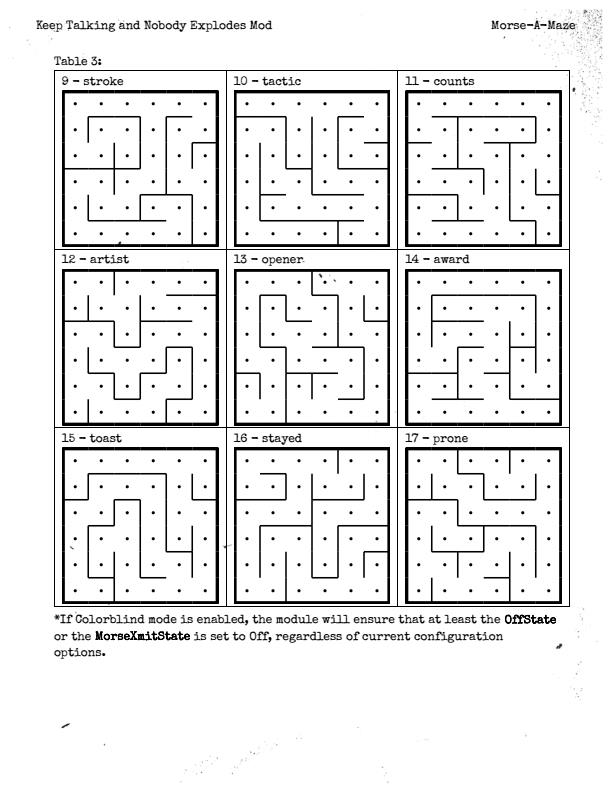 Keep Talking and Nobody Explodes Mod Morse-A-Maze
Table 3:
9 - stroke 10 - tactic 11 - counts
12 - artist 13 - opener 14 - award
15 - toast 16 - stayed 17 - prone
*If Colorblind mode is enabled, the module will ensure that at least the OffState
or the MorseXmitState is set to Off, regardless of current configuration
options.